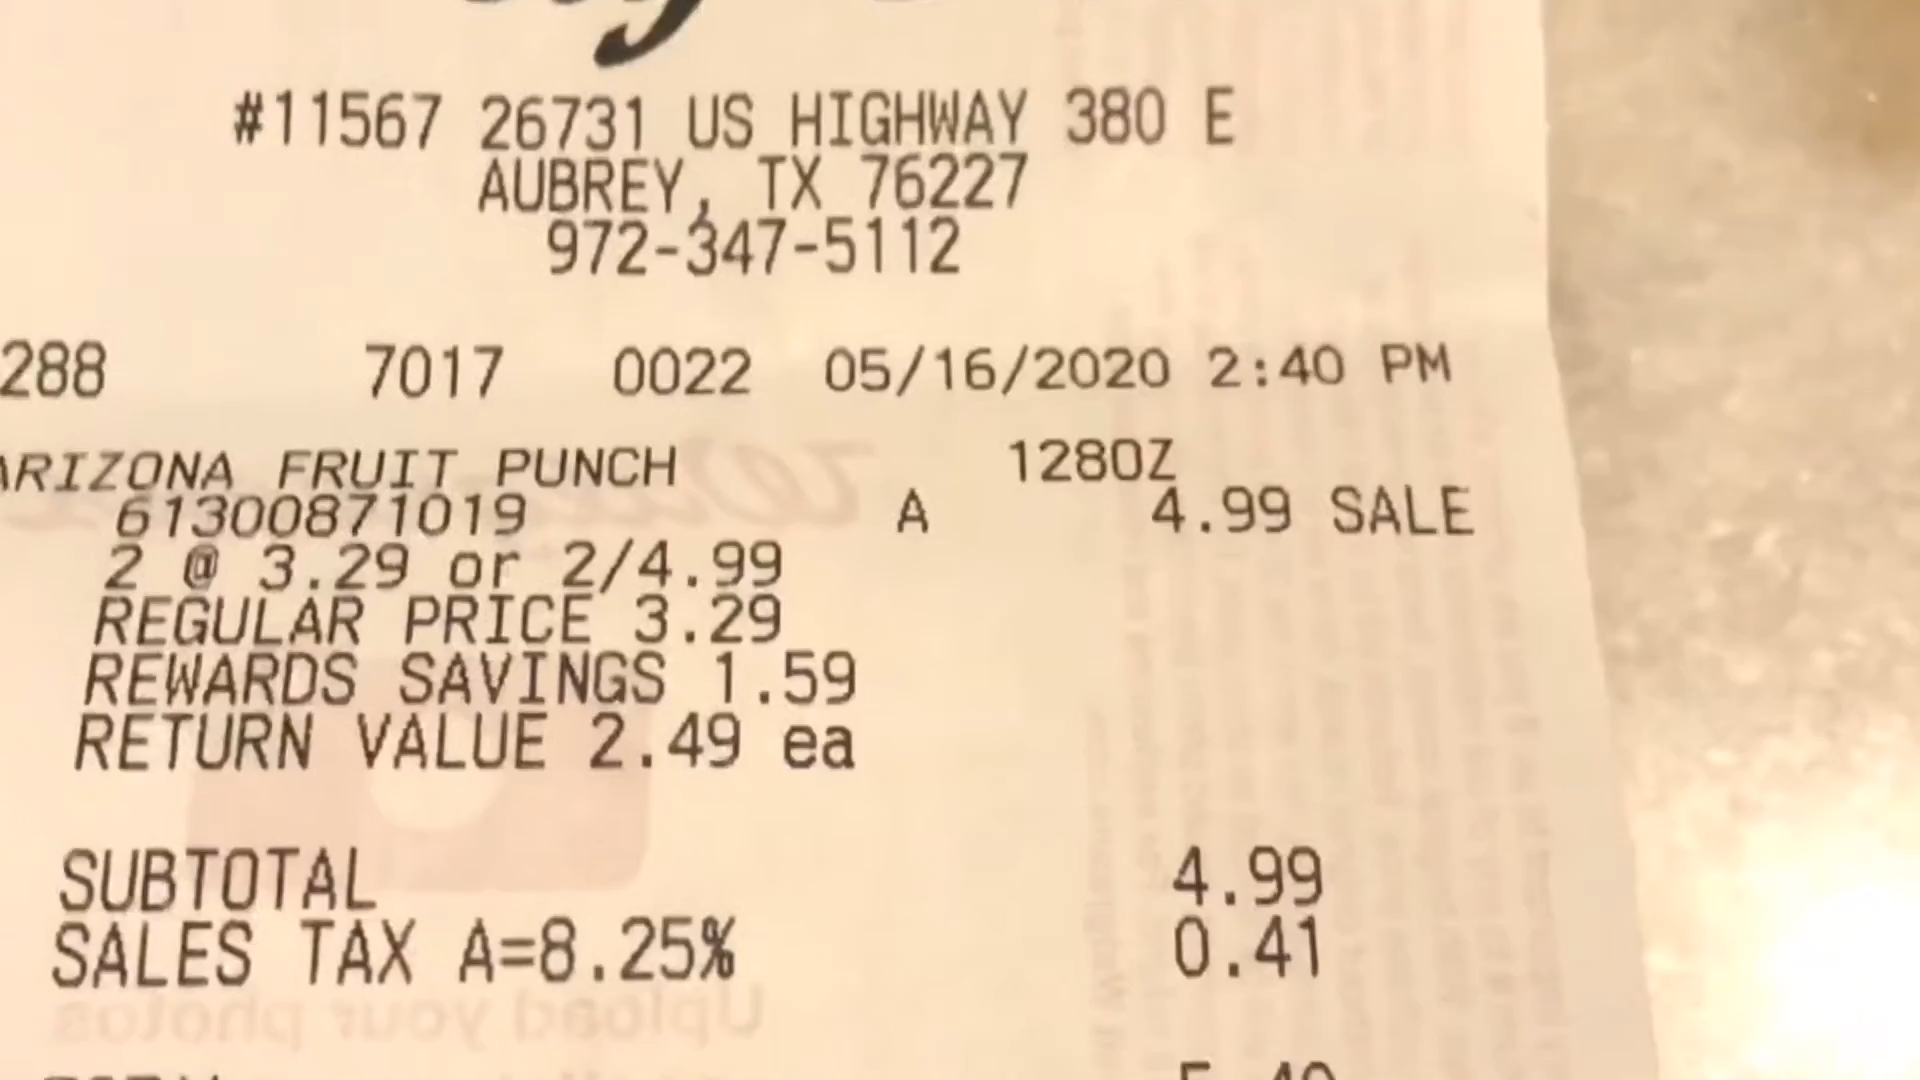 #11567 26731 US HIGHWAY 380 E
AUBREY, TX 76227
972-347-5112
288 7017 0022 05/16/2020 2:40 PM
ARIZONA FRUIT PUNCH 128OZ
61300871019 A 4.99 SALE
2 @ 3.29 or 2/4.99
REGULAR PRICE 3.29
REWARDS SAVINGS 1.59
RETURN VALUE 2.49 ea
SUBTOTAL 4.99
SALES TAX A=8.25% 0.41
Upload your photos